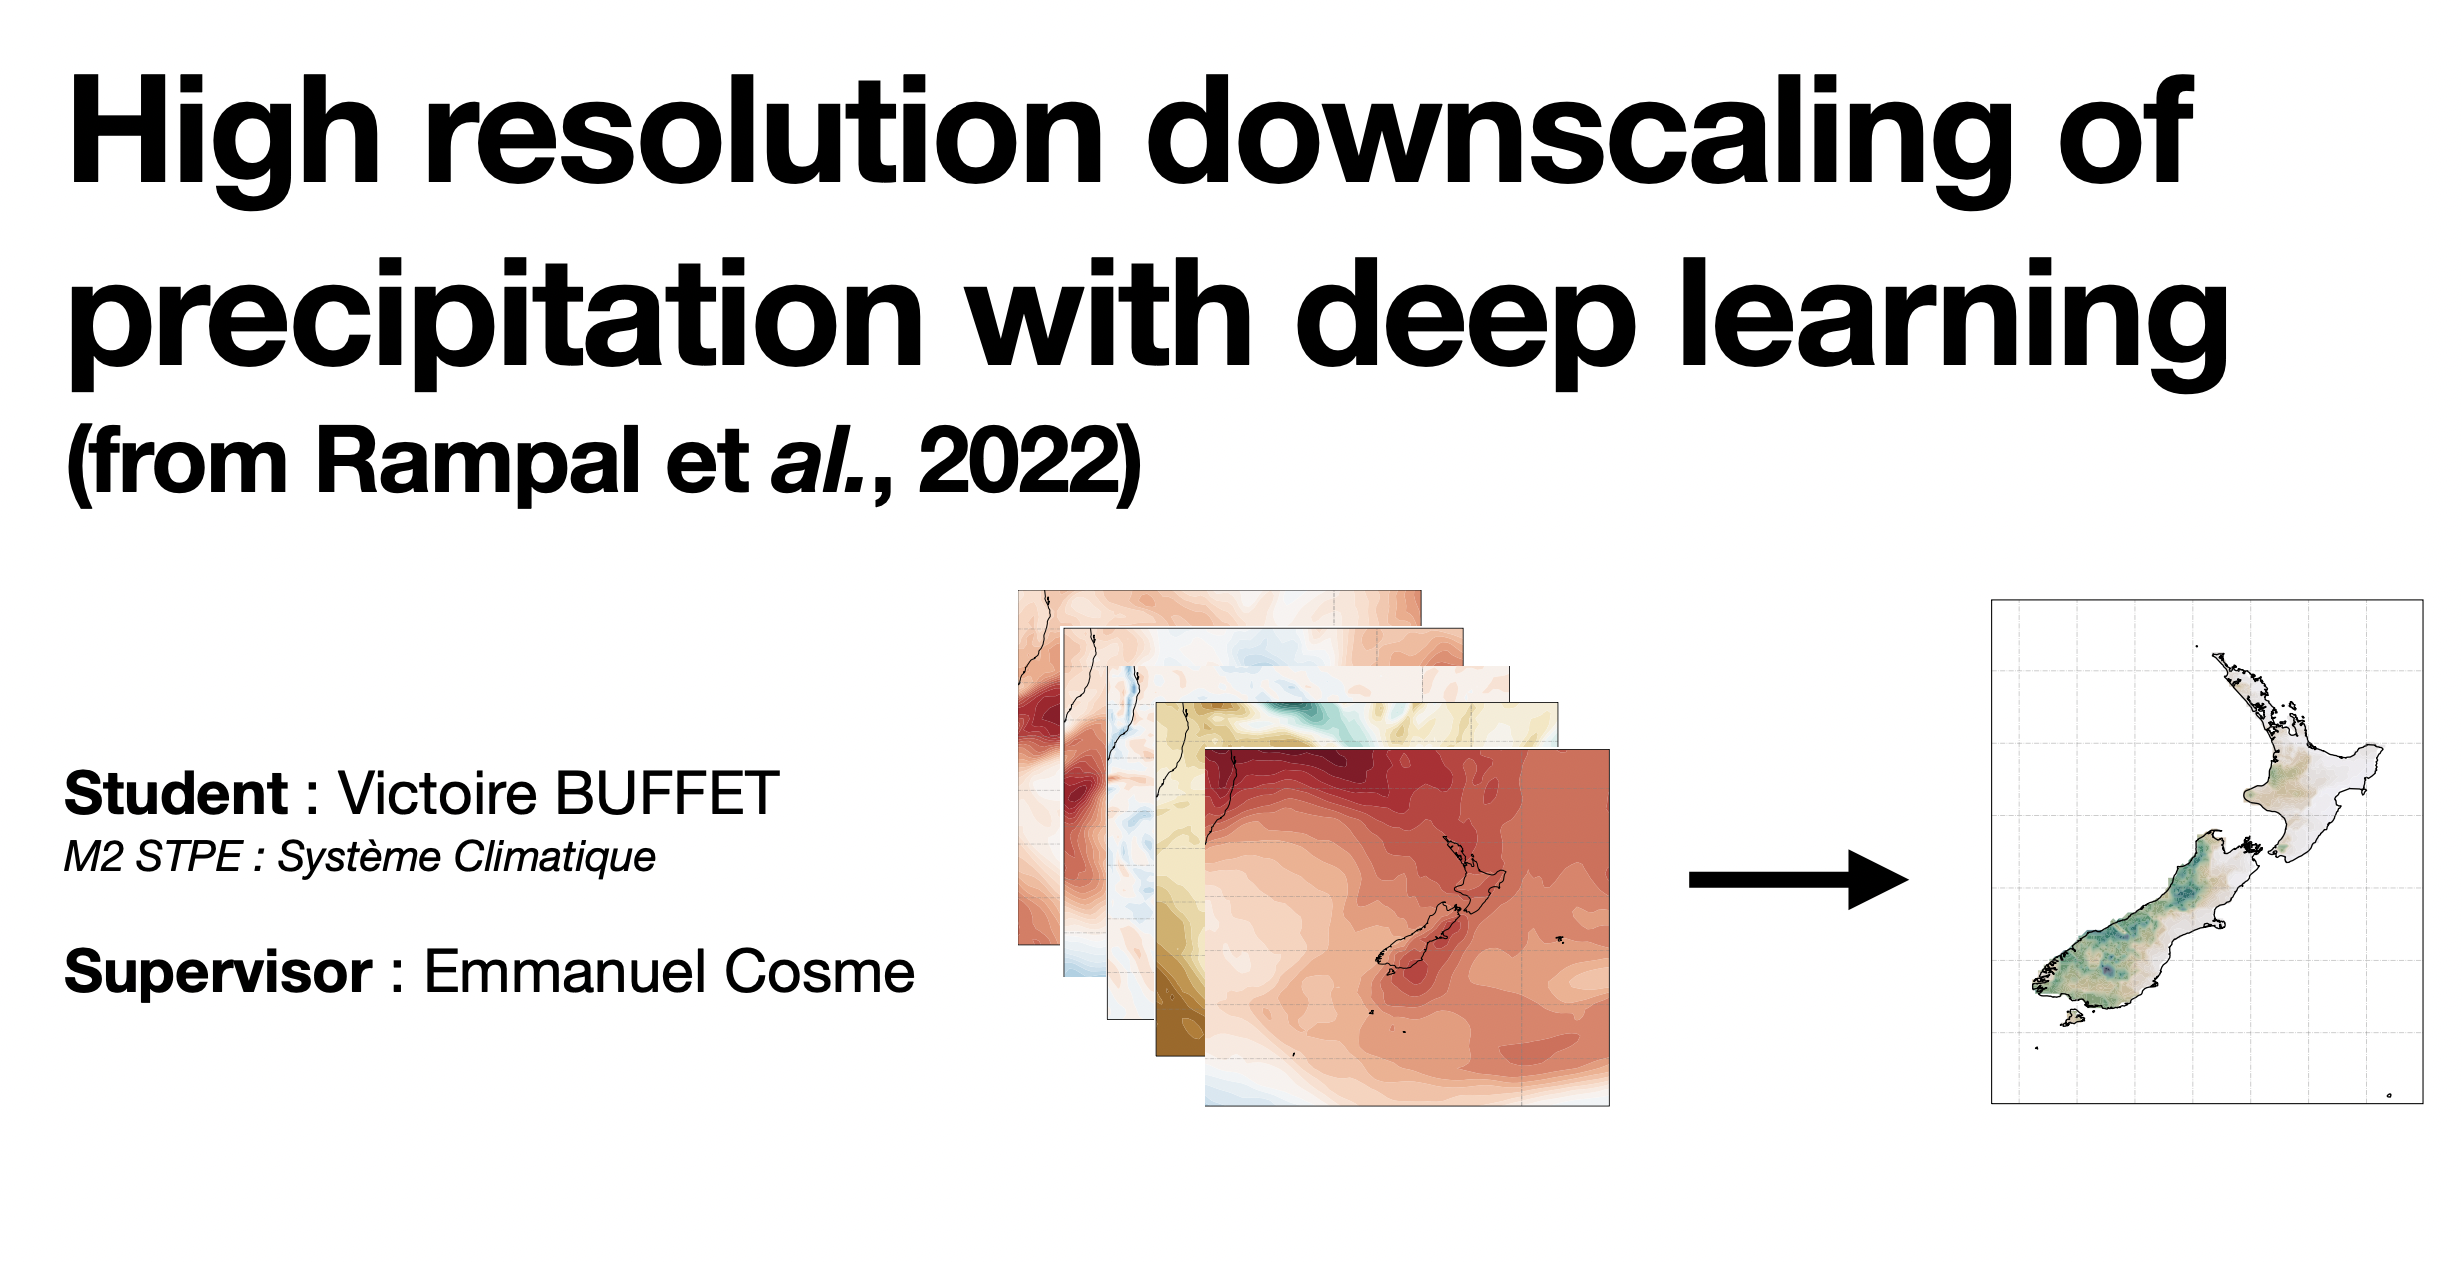 High resolution downscaling of
precipitation with deep learning
(from Rampal et al., 2022)
Student : Victoire BUFFET
M2 STPE : Système Climatique
Supervisor : Emmanuel Cosme